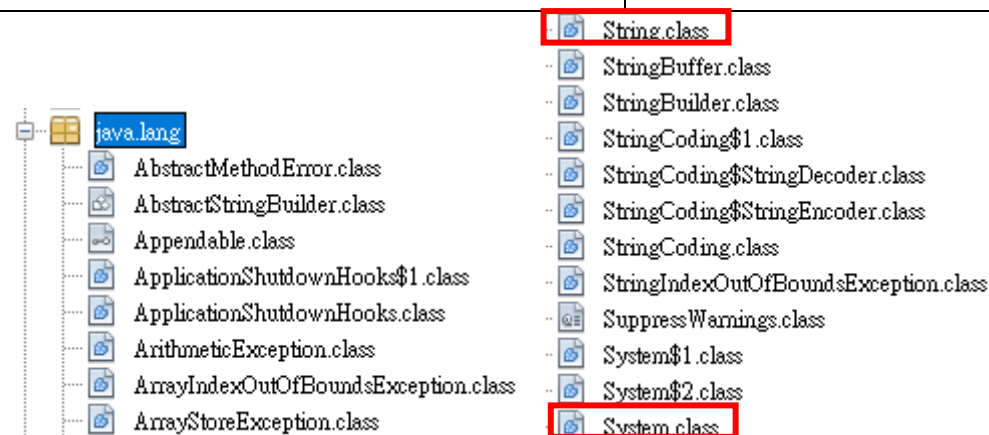 java.lang
AbstractMethodError.class
AbstractStringBuilder.class
Appendable.class
ApplicationShutdownHooks$1.class
ApplicationShutdownHooks.class
ArithmeticException.class
ArrayIndexOutOfBoundsException.class
ArrayStoreException.class
String.class
StringBuffer.class
StringBuilder.class
StringCoding$1.class
StringCoding$StringDecoder.class
StringCoding$StringEncoder.class
StringCoding.class
StringIndexOutOfBoundsException.class
SuppressWarnings.class
System$1.class
System$2.class
System.class